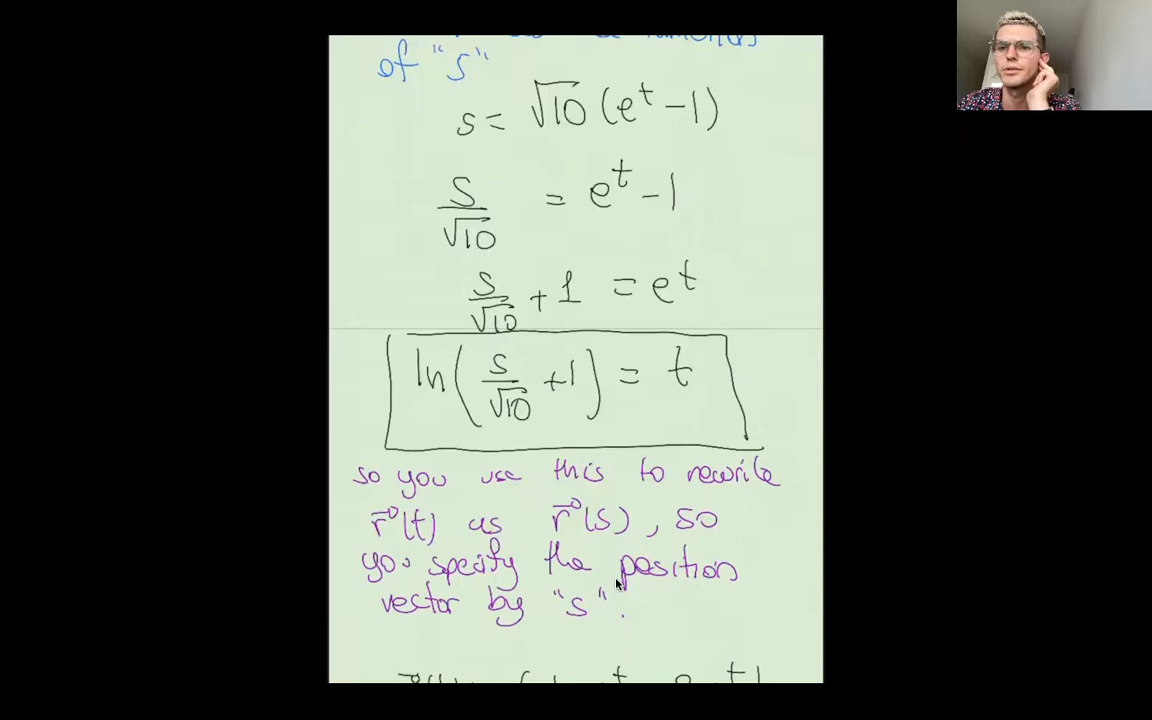 of "s"
s = √10 (e^t − 1)
s/√10 = e^t − 1
s/√10 + 1 = e^t
ln(s/√10 + 1) = t
so you use this to rewrite
r⃗(t) as r⃗(s), so
you specify the position
vector by "s".